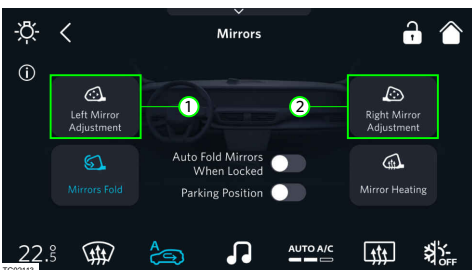 Mirrors
1
2
Left Mirror
Adjustment
Right Mirror
Adjustment
Auto Fold Mirrors
When Locked
Mirrors Fold
Parking Position
Mirror Heating
22.5°
A
AUTO A/C
OFF
TC02113